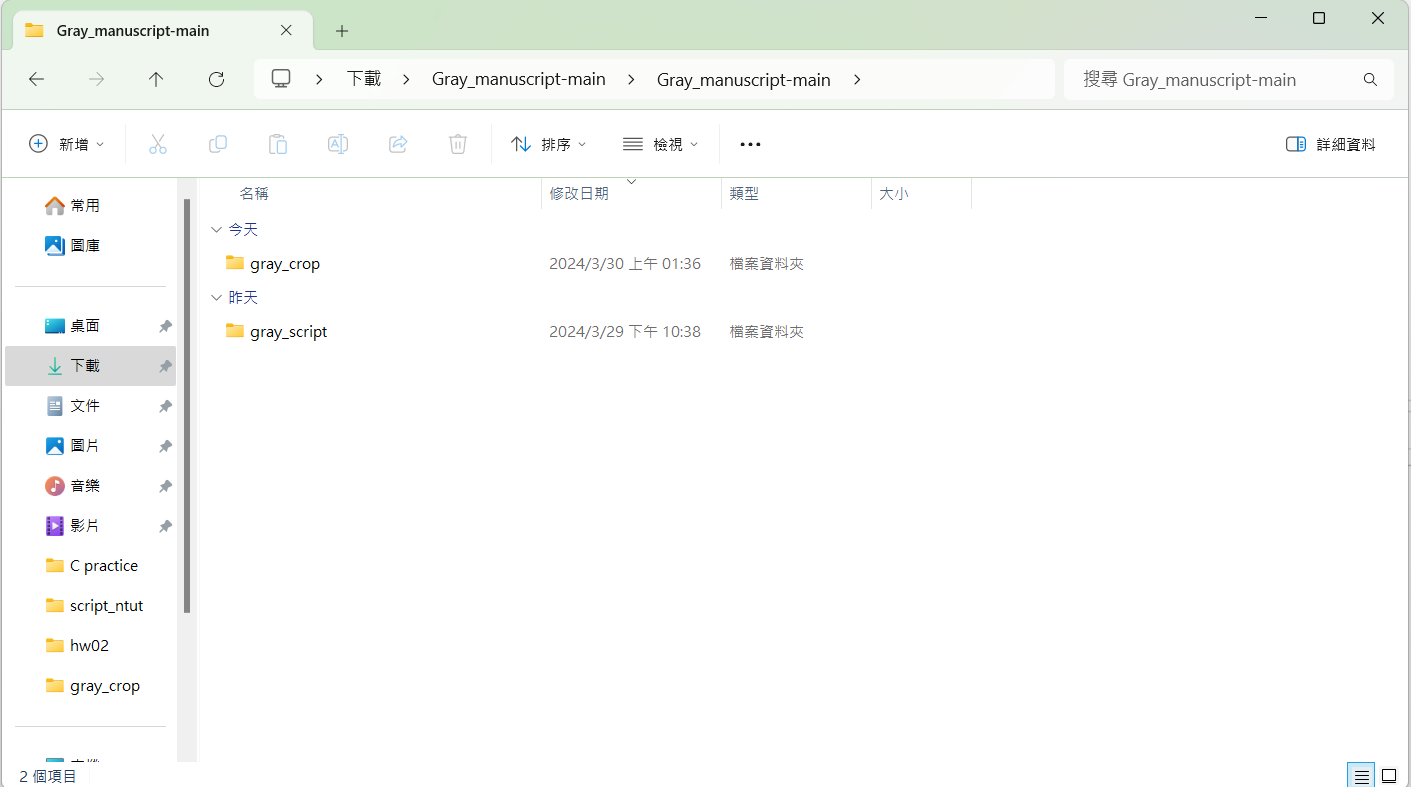 Gray_manuscript-main
下載 Gray_manuscript-main Gray_manuscript-main
搜尋 Gray_manuscript-main
新增 排序 檢視 詳細資料
名稱 修改日期 類型 大小
今天
gray_crop 2024/3/30 上午 01:36 檔案資料夾
昨天
gray_script 2024/3/29 下午 10:38 檔案資料夾
常用
圖庫
桌面
下載
文件
圖片
音樂
影片
C practice
script_ntut
hw02
gray_crop
2 個項目